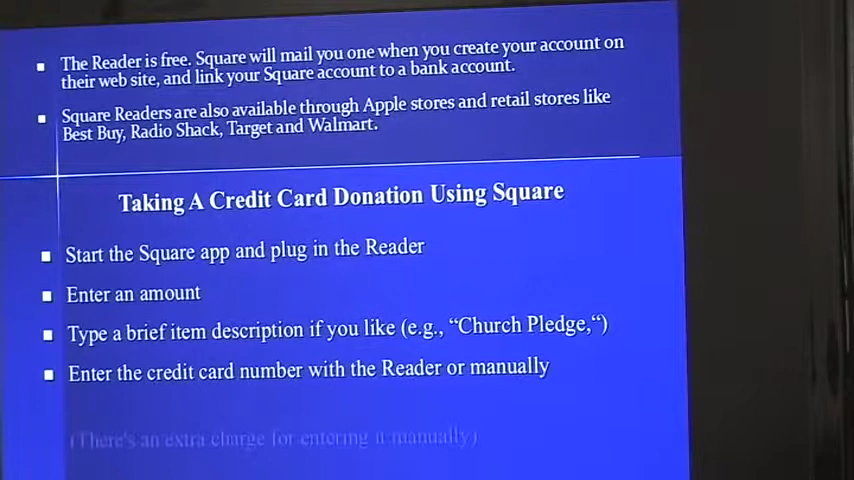 The Reader is free. Square will mail you one when you create your account on
their web site, and link your Square account to a bank account.
Square Readers are also available through Apple stores and retail stores like
Best Buy, Radio Shack, Target and Walmart.
Taking A Credit Card Donation Using Square
Start the Square app and plug in the Reader
Enter an amount
Type a brief item description if you like (e.g., “Church Pledge,“)
Enter the credit card number with the Reader or manually
(There's an extra charge for entering it manually)